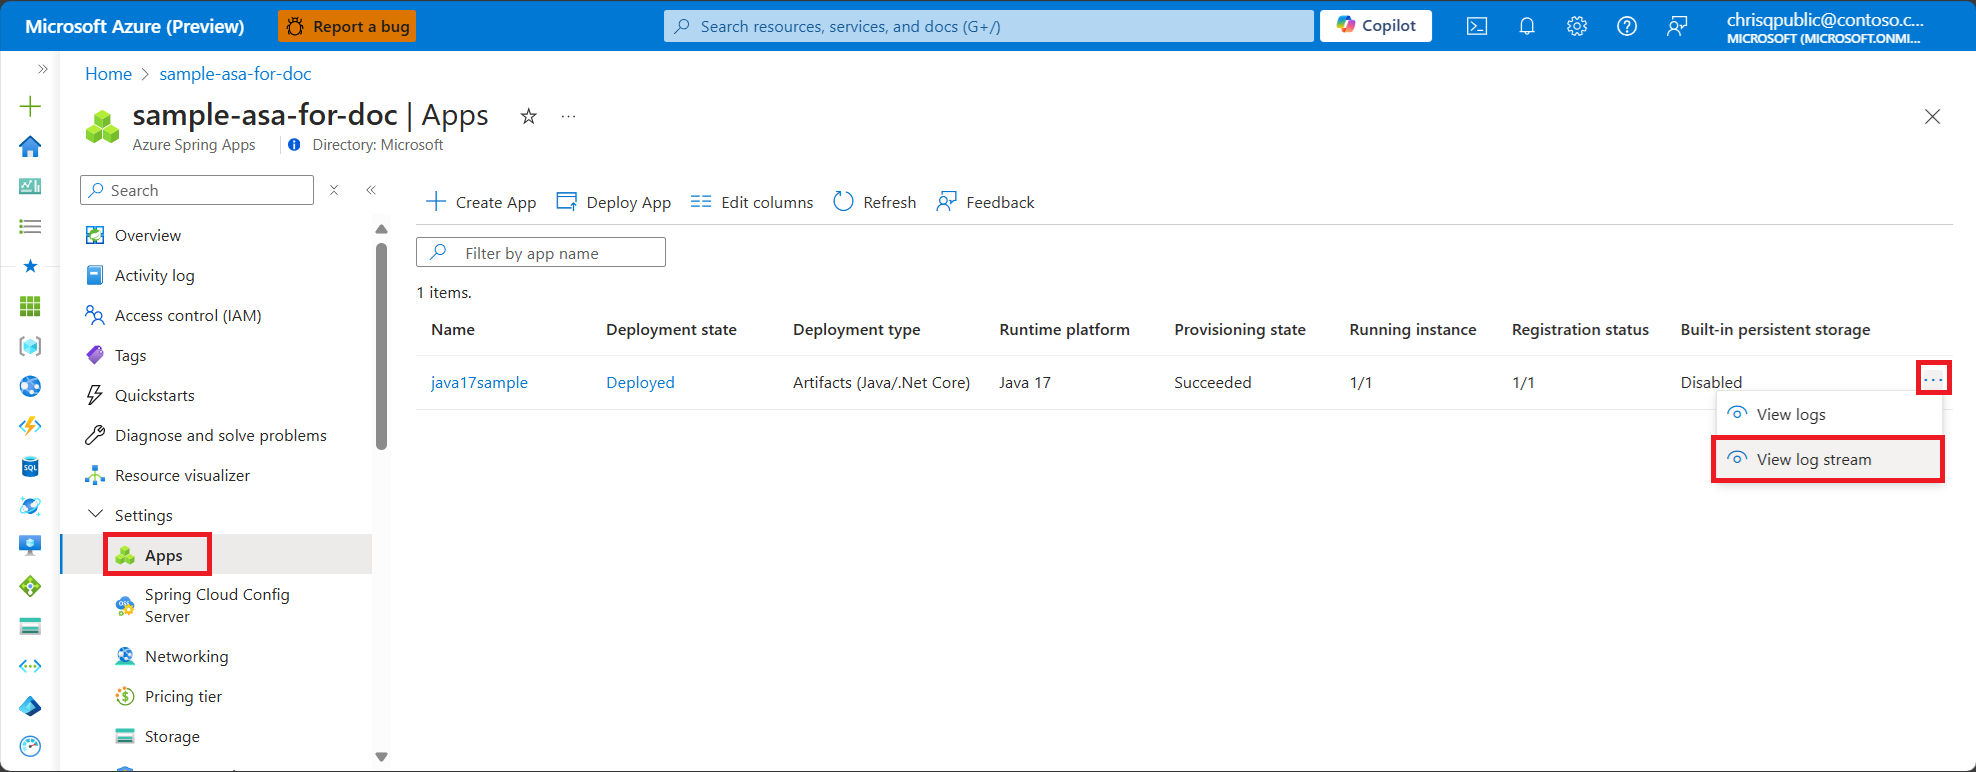 Microsoft Azure (Preview)
Report a bug
Search resources, services, and docs (G+/)
Copilot
chrisqpublic@contoso.c...
MICROSOFT (MICROSOFT.ONMI...
Home > sample-asa-for-doc
sample-asa-for-doc | Apps
Azure Spring Apps
Directory: Microsoft
Search
Overview
Activity log
Access control (IAM)
Tags
Quickstarts
Diagnose and solve problems
Resource visualizer
Settings
Apps
Spring Cloud Config
Server
Networking
Pricing tier
Storage
SQL
Create App
Deploy App
Edit columns
Refresh
Feedback
Filter by app name
1 items.
Name Deployment state Deployment type Runtime platform Provisioning state Running instance Registration status Built-in persistent storage
java17sample Deployed Artifacts (Java/.Net Core) Java 17 Succeeded 1/1 1/1 Disabled ...
View logs
View log stream